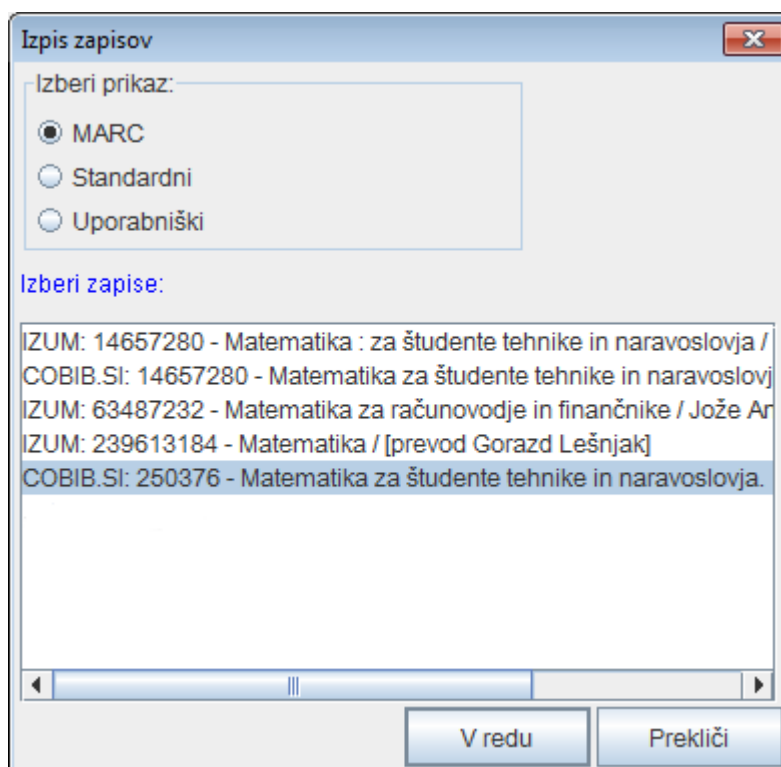 Izpis zapisov
Izberi prikaz:
MARC
Standardni
Uporabniški
Izberi zapise:
IZUM: 14657280 - Matematika : za študente tehnike in naravoslovja /
COBIB.SI: 14657280 - Matematika za študente tehnike in naravoslovj
IZUM: 63487232 - Matematika za računovodje in finančnike / Jože Ar
IZUM: 239613184 - Matematika / [prevod Gorazd Lešnjak]
COBIB.SI: 250376 - Matematika za študente tehnike in naravoslovja.
V redu
Prekliči